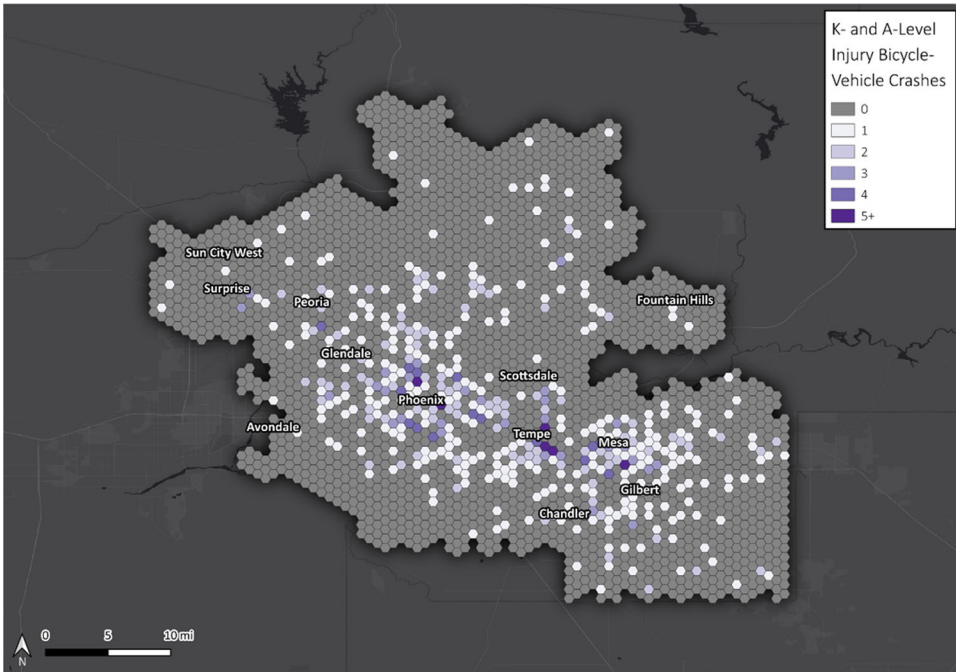 K- and A-Level
Injury Bicycle-
Vehicle Crashes
0
1
2
3
4
5+
Sun City West
Surprise
Peoria
Fountain Hills
Glendale
Scottsdale
Phoenix
Avondale
Tempe
Mesa
Gilbert
Chandler
N
0 5 10 mi